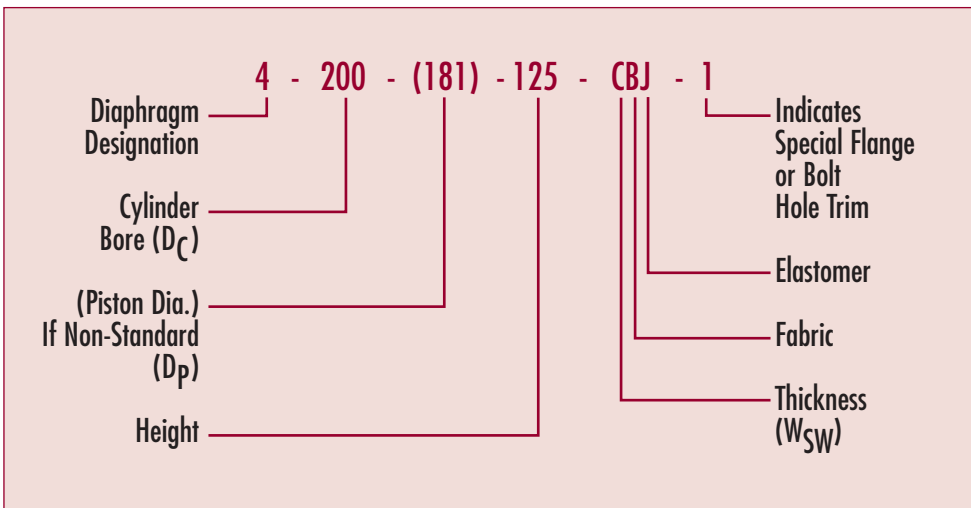 4 - 200 - (181) - 125 - CBJ - 1
Diaphragm
Designation
Cylinder
Bore (DC)
(Piston Dia.)
If Non-Standard
(DP)
Height
Indicates
Special Flange
or Bolt
Hole Trim
Elastomer
Fabric
Thickness
(WSW)